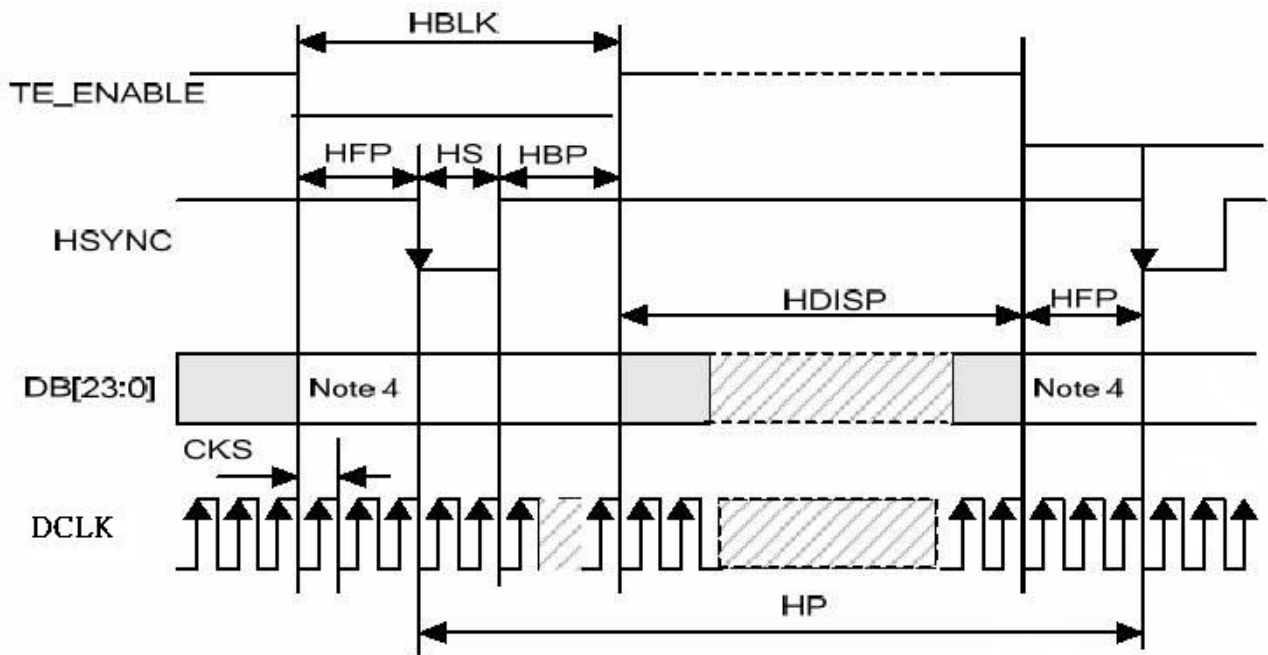 HBLK
TE_ENABLE
HFP HS HBP
HSYNC
HDISP HFP
DB[23:0] Note 4 Note 4
CKS
DCLK
HP